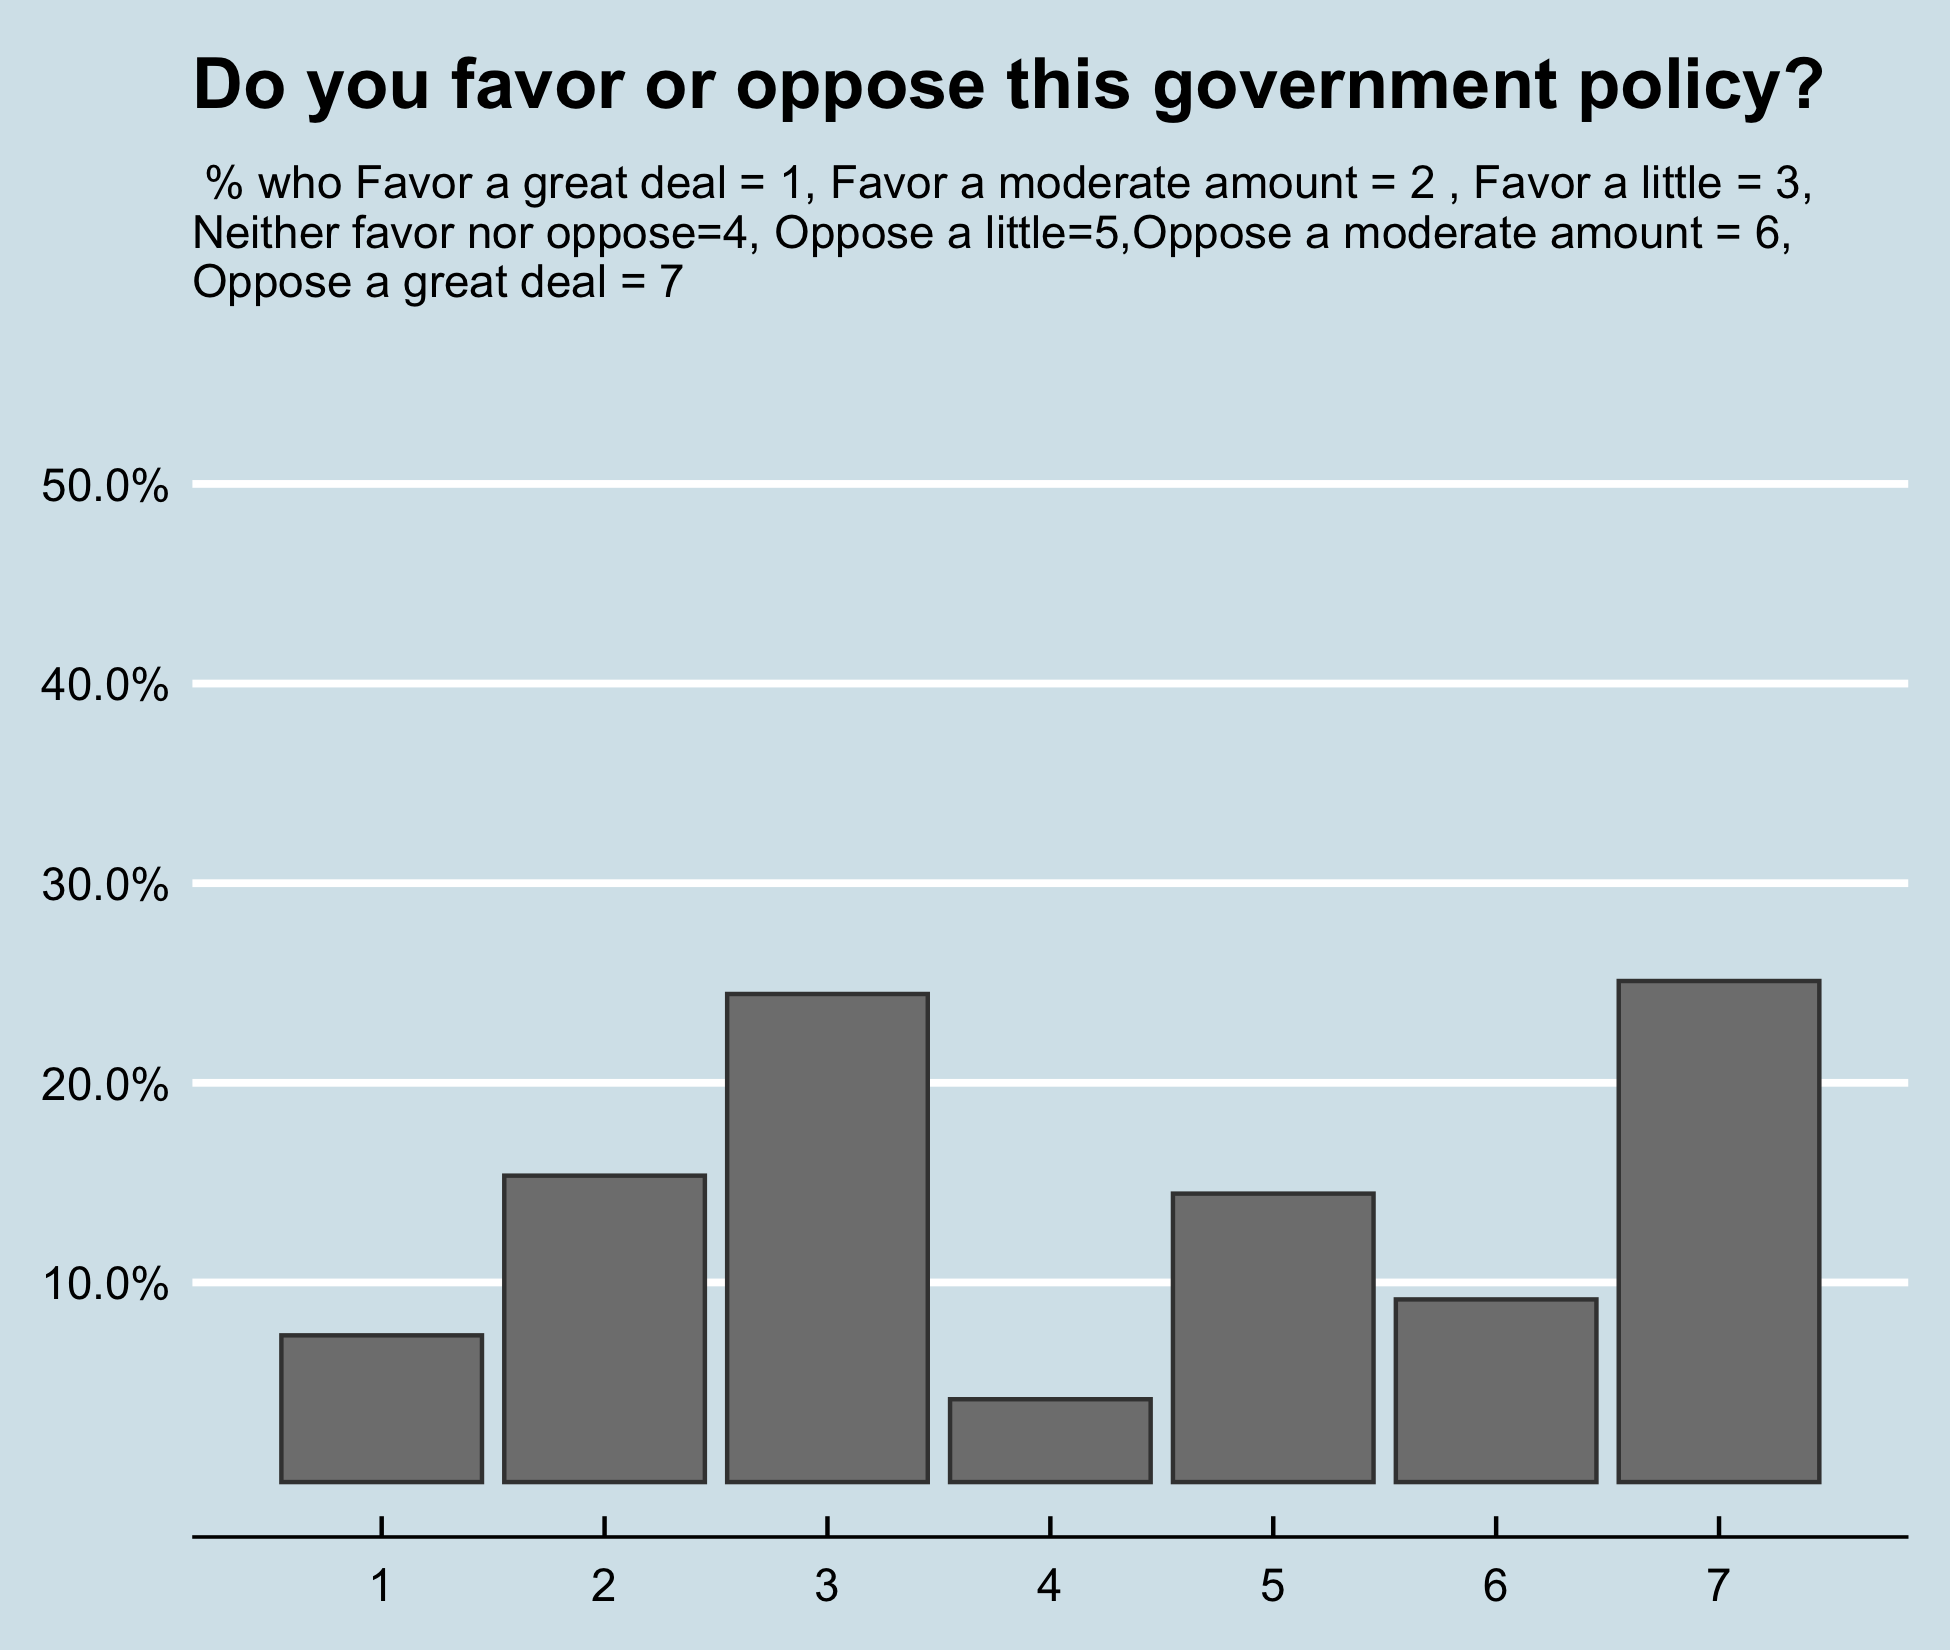 Do you favor or oppose this government policy?
% who Favor a great deal = 1, Favor a moderate amount = 2 , Favor a little = 3,
Neither favor nor oppose=4, Oppose a little=5,Oppose a moderate amount = 6,
Oppose a great deal = 7
50.0%
40.0%
30.0%
20.0%
10.0%
1 2 3 4 5 6 7